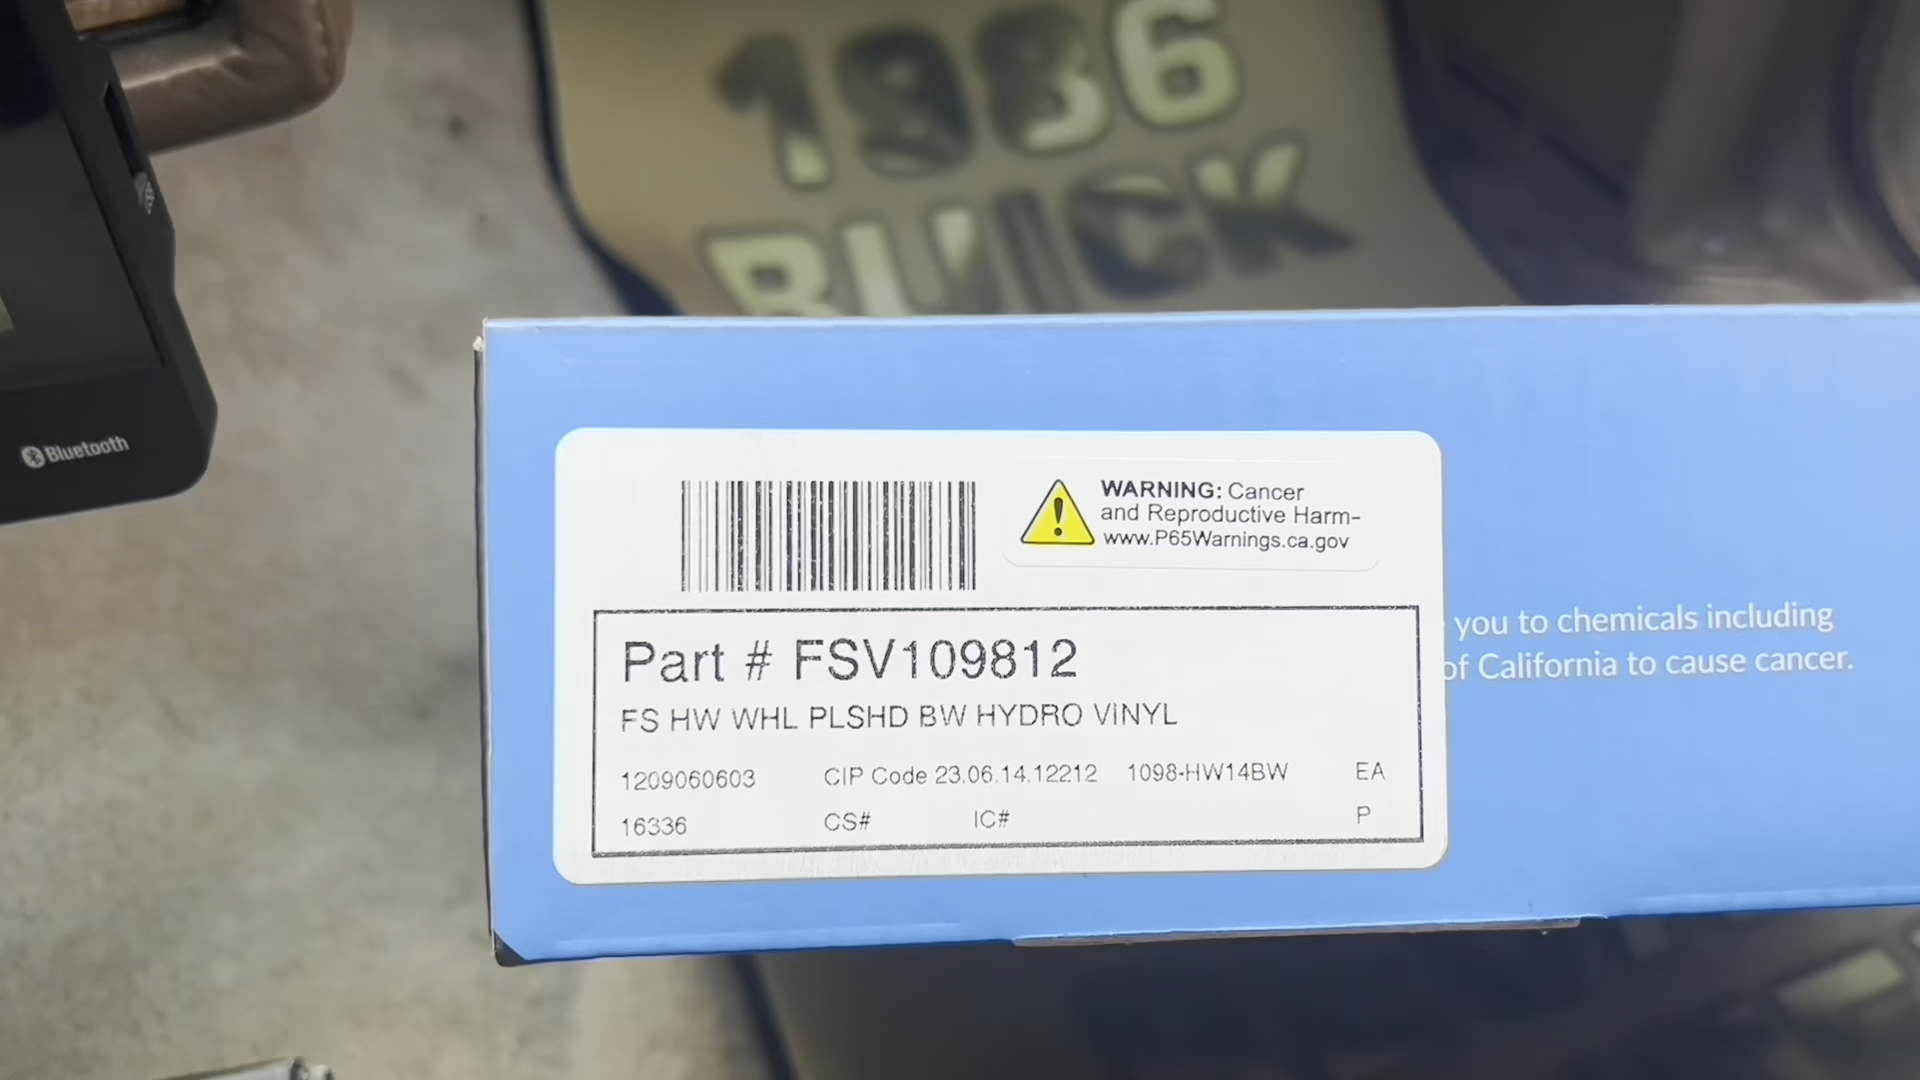 1986
BUICK
Bluetooth
WARNING: Cancer
and Reproductive Harm-
www.P65Warnings.ca.gov
Part # FSV109812
FS HW WHL PLSHD BW HYDRO VINYL
1209060603 CIP Code 23.06.14.12212 1098-HW14BW EA
16336 CS# IC# P
you to chemicals including
of California to cause cancer.